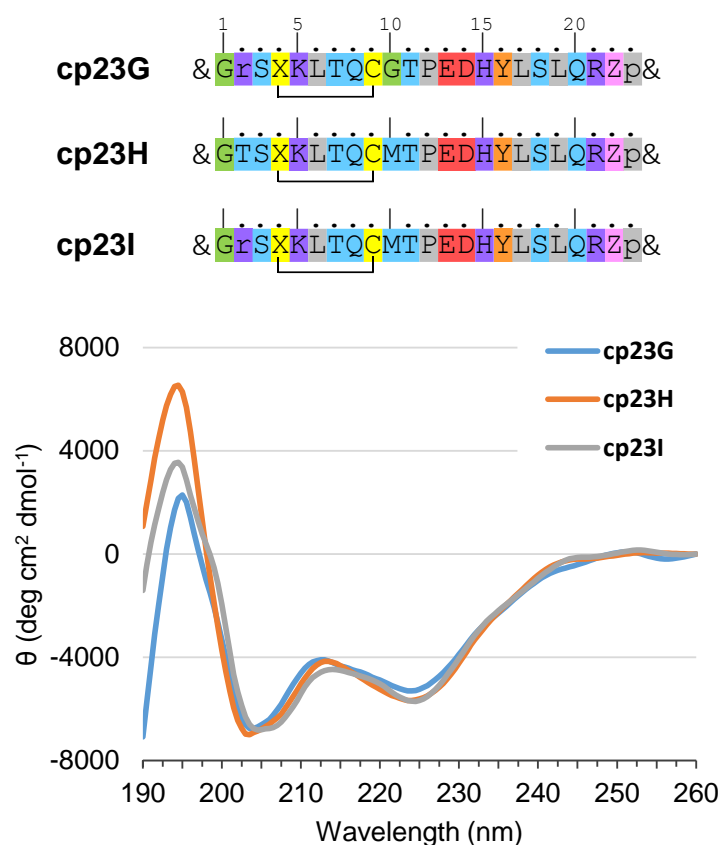 1 5 10 15 20
cp23G &GrSXKLTQCGTPEDHYLSLQRZp&
cp23H &GTSXKLTQCMTPEDHYLSLQRZp&
cp23I &GrSXKLTQCMTPEDHYLSLQRZp&
8000
4000
0
-4000
-8000
θ (deg cm² dmol⁻¹)
cp23G
cp23H
cp23I
190 200 210 220 230 240 250 260
Wavelength (nm)